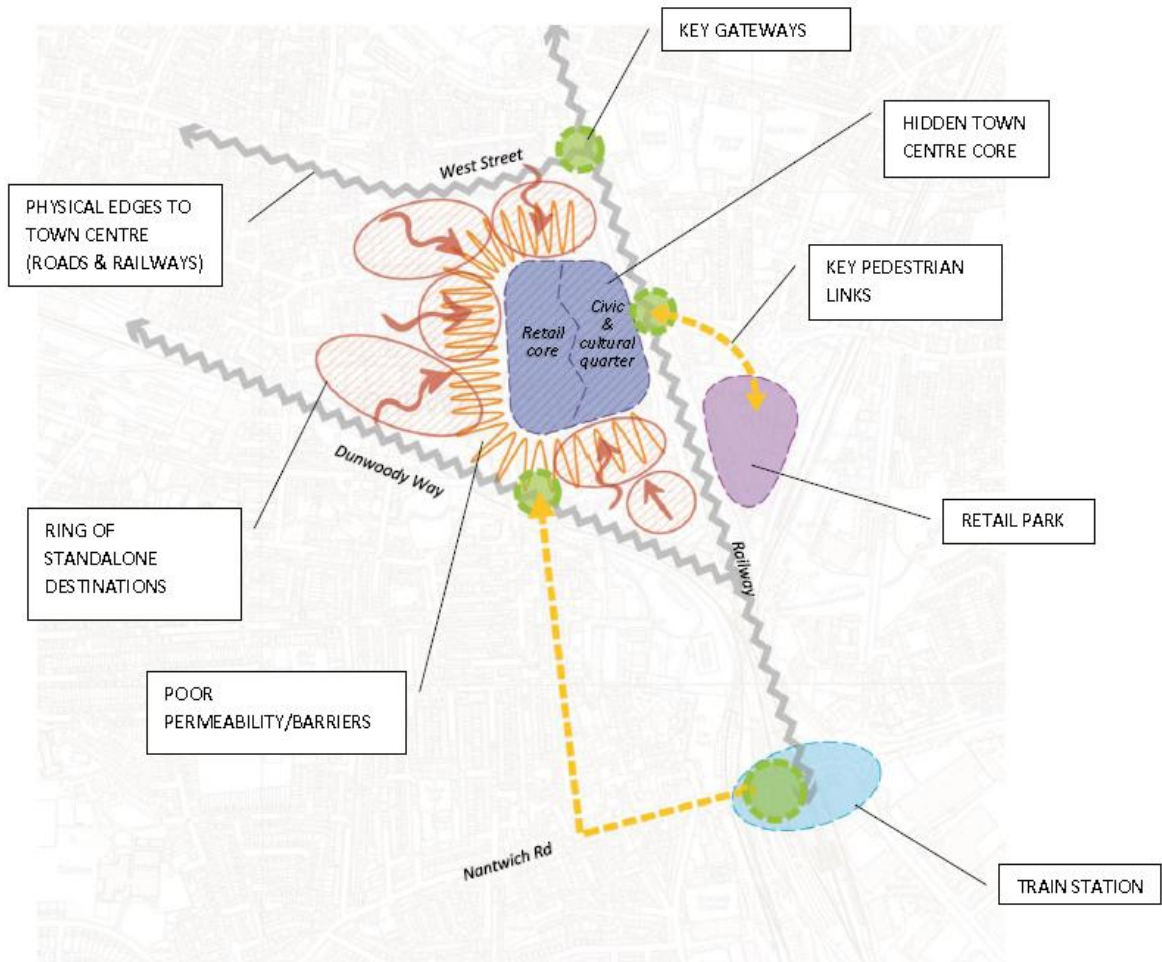 KEY GATEWAYS
HIDDEN TOWN
CENTRE CORE
West Street
PHYSICAL EDGES TO
TOWN CENTRE
(ROADS & RAILWAYS)
KEY PEDESTRIAN
LINKS
Retail
core
Civic
&
cultural
quarter
Dunwoody Way
RETAIL PARK
RING OF
STANDALONE
DESTINATIONS
Railway
POOR
PERMEABILITY/BARRIERS
Nantwich Rd
TRAIN STATION